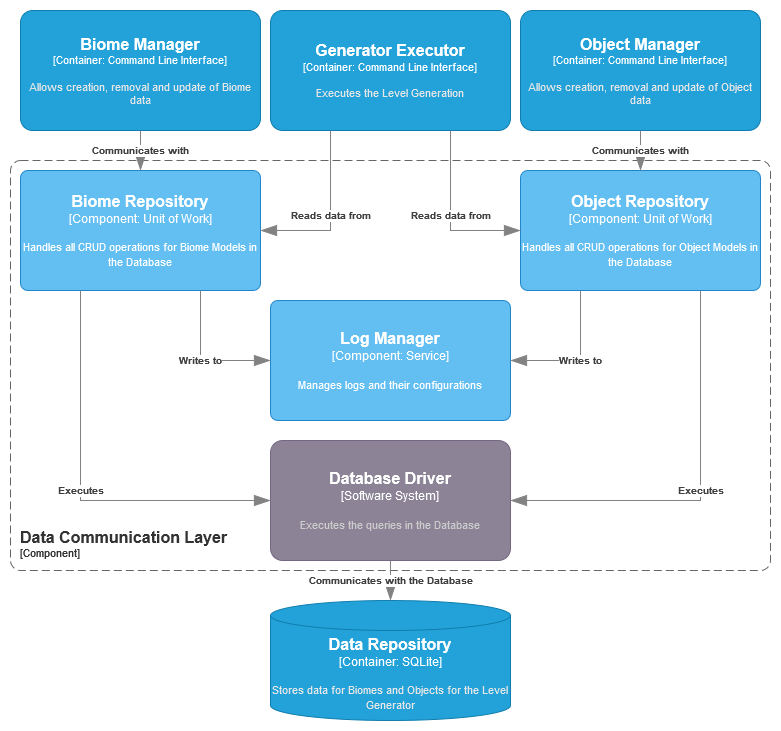 Biome Manager
[Container: Command Line Interface]
Allows creation, removal and update of Biome
data
Generator Executor
[Container: Command Line Interface]
Executes the Level Generation
Object Manager
[Container: Command Line Interface]
Allows creation, removal and update of Object
data
Communicates with
Communicates with
Biome Repository
[Component: Unit of Work]
Handles all CRUD operations for Biome Models in
the Database
Reads data from
Reads data from
Object Repository
[Component: Unit of Work]
Handles all CRUD operations for Object Models in
the Database
Log Manager
[Component: Service]
Manages logs and their configurations
Writes to
Writes to
Database Driver
[Software System]
Executes the queries in the Database
Executes
Executes
Data Communication Layer
[Component]
Communicates with the Database
Data Repository
[Container: SQLite]
Stores data for Biomes and Objects for the Level
Generator